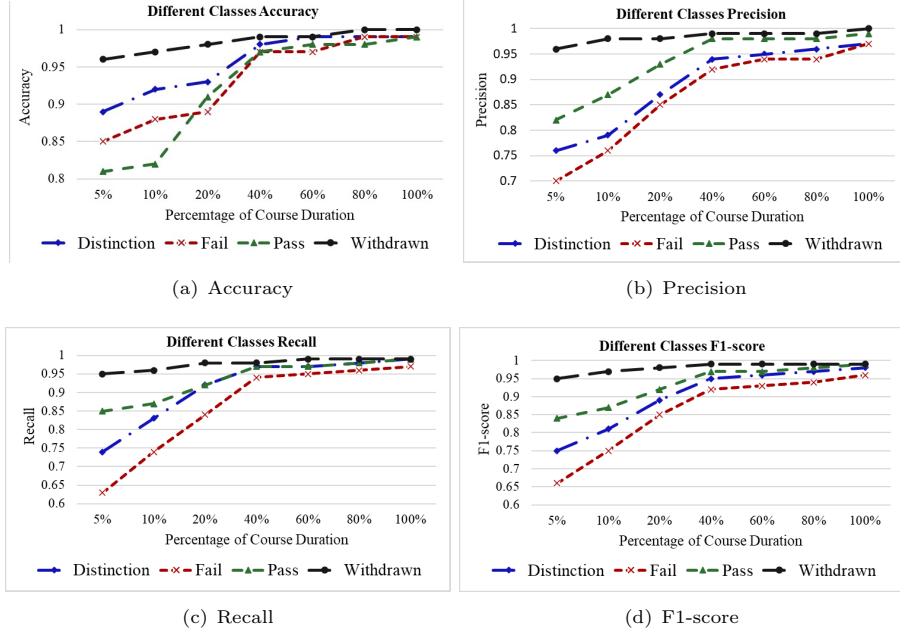 Different Classes Accuracy
1
0.95
0.9
0.85
0.8
Accuracy
5% 10% 20% 40% 60% 80% 100%
Percemtage of Course Duration
Distinction Fail Pass Withdrawn
(a) Accuracy
Different Classes Precision
1
0.95
0.9
0.85
0.8
0.75
0.7
Precision
5% 10% 20% 40% 60% 80% 100%
Percemtage of Course Duration
Distinction Fail Pass Withdrawn
(b) Precision
Different Classes Recall
1
0.95
0.9
0.85
0.8
0.75
0.7
0.65
0.6
Recall
5% 10% 20% 40% 60% 80% 100%
Percemtage of Course Duration
Distinction Fail Pass Withdrawn
(c) Recall
Different Classes F1-score
1
0.95
0.9
0.85
0.8
0.75
0.7
0.65
0.6
F1-score
5% 10% 20% 40% 60% 80% 100%
Percemtage of Course Duration
Distinction Fail Pass Withdrawn
(d) F1-score